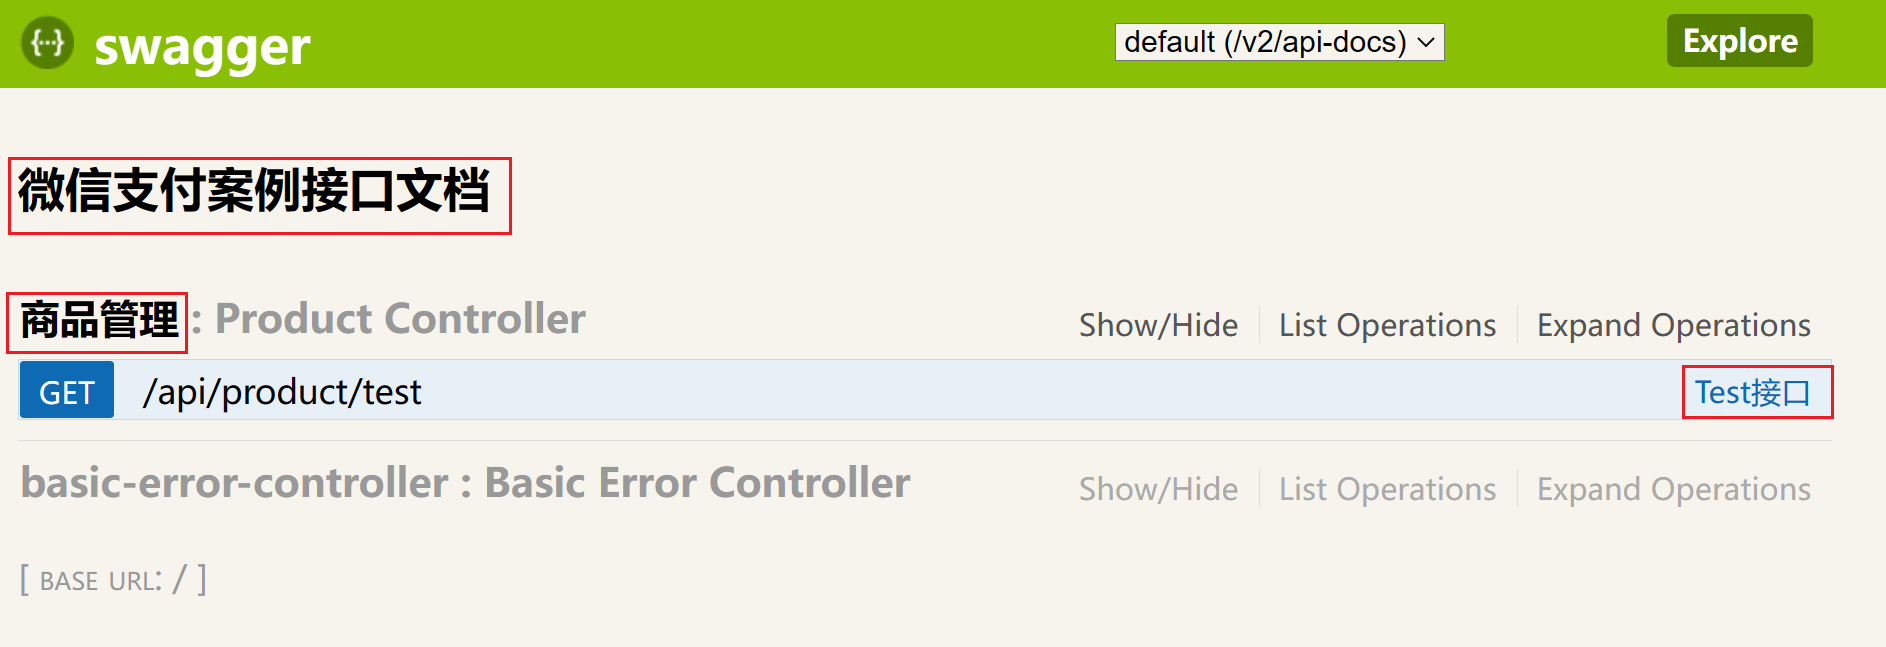 {···} swagger default (/v2/api-docs) Explore
微信支付案例接口文档
商品管理 : Product Controller Show/Hide List Operations Expand Operations
GET /api/product/test Test接口
basic-error-controller : Basic Error Controller Show/Hide List Operations Expand Operations
[ BASE URL: / ]